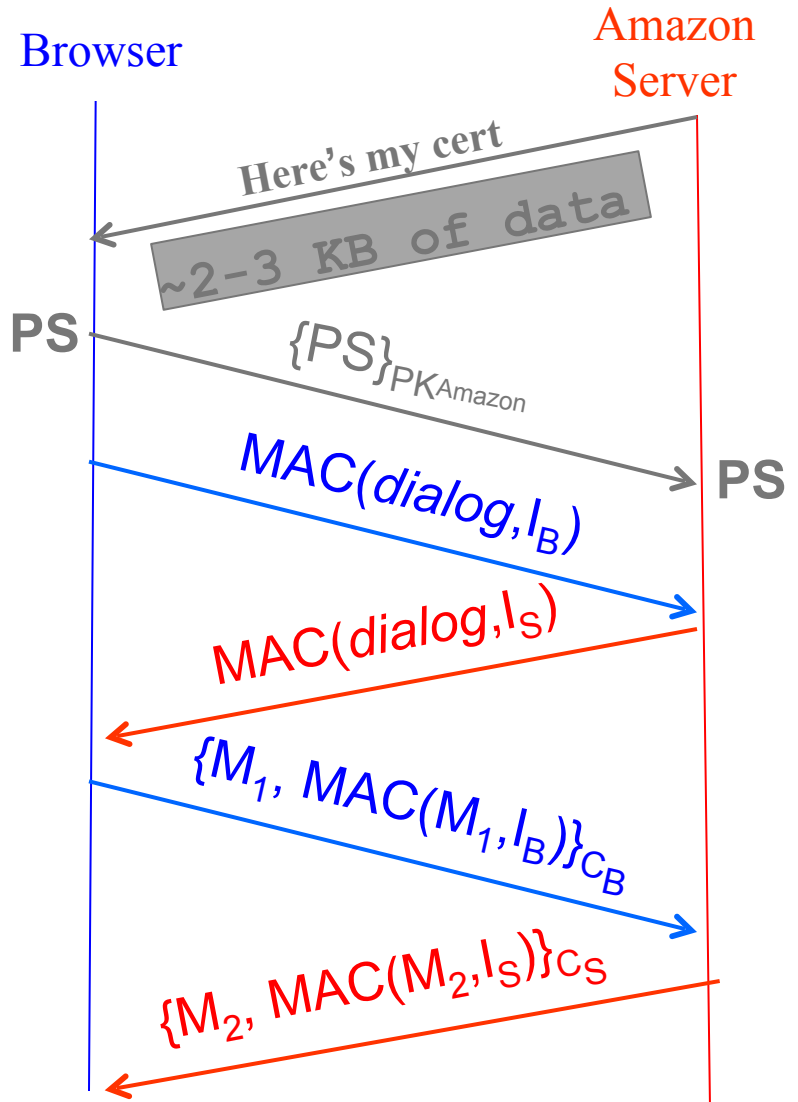 Browser
Amazon
Server
Here’s my cert
~2-3 KB of data
PS
{PS}PKAmazon
MAC(dialog,IB)
PS
MAC(dialog,IS)
{M1, MAC(M1,IB)}CB
{M2, MAC(M2,IS)}CS